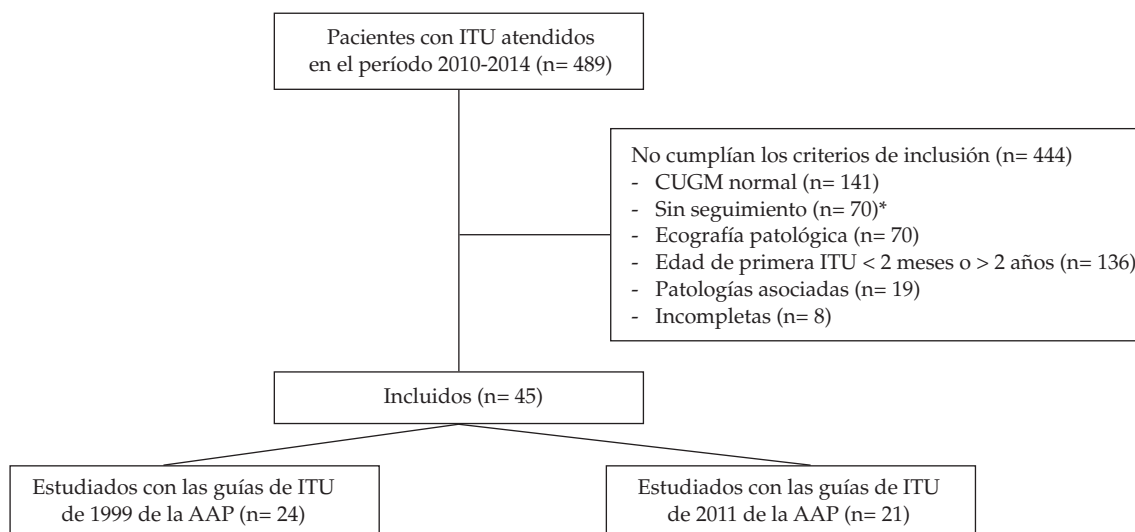 Pacientes con ITU atendidos
en el período 2010-2014 (n= 489)
No cumplían los criterios de inclusión (n= 444)
- CUGM normal (n= 141)
- Sin seguimiento (n= 70)*
- Ecografía patológica (n= 70)
- Edad de primera ITU < 2 meses o > 2 años (n= 136)
- Patologías asociadas (n= 19)
- Incompletas (n= 8)
Incluidos (n= 45)
Estudiados con las guías de ITU
de 1999 de la AAP (n= 24)
Estudiados con las guías de ITU
de 2011 de la AAP (n= 21)